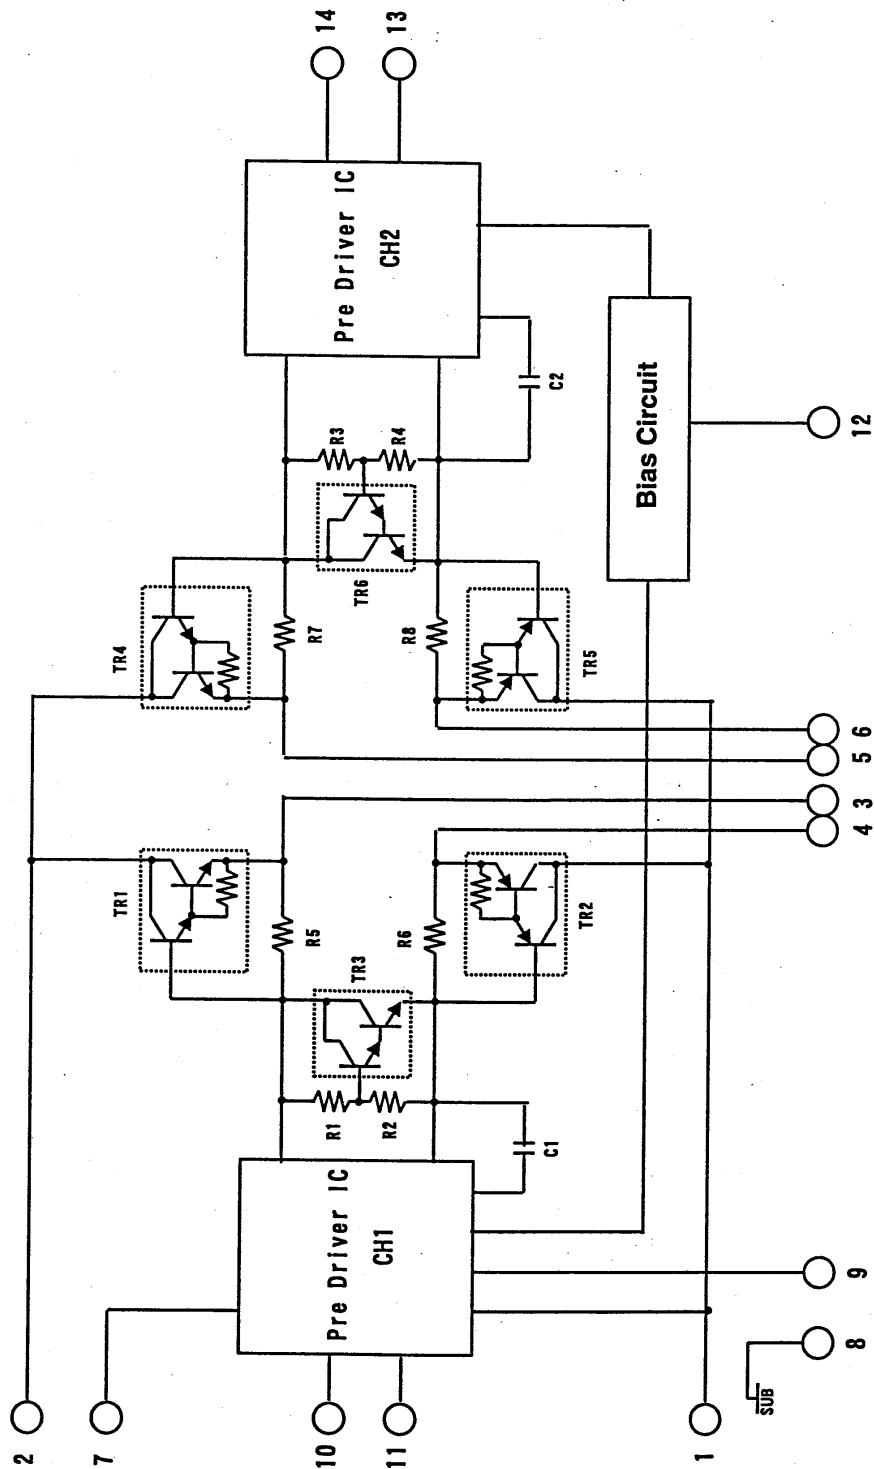 14
13
Pre Driver IC
CH2
C2
Bias Circuit
12
R3
R4
TR6
TR4
R7
R8
TR5
6
5
3
4
TR1
R5
R6
TR2
TR3
R1
R2
C1
Pre Driver IC
CH1
9
8
SUB
2
7
10
11
1